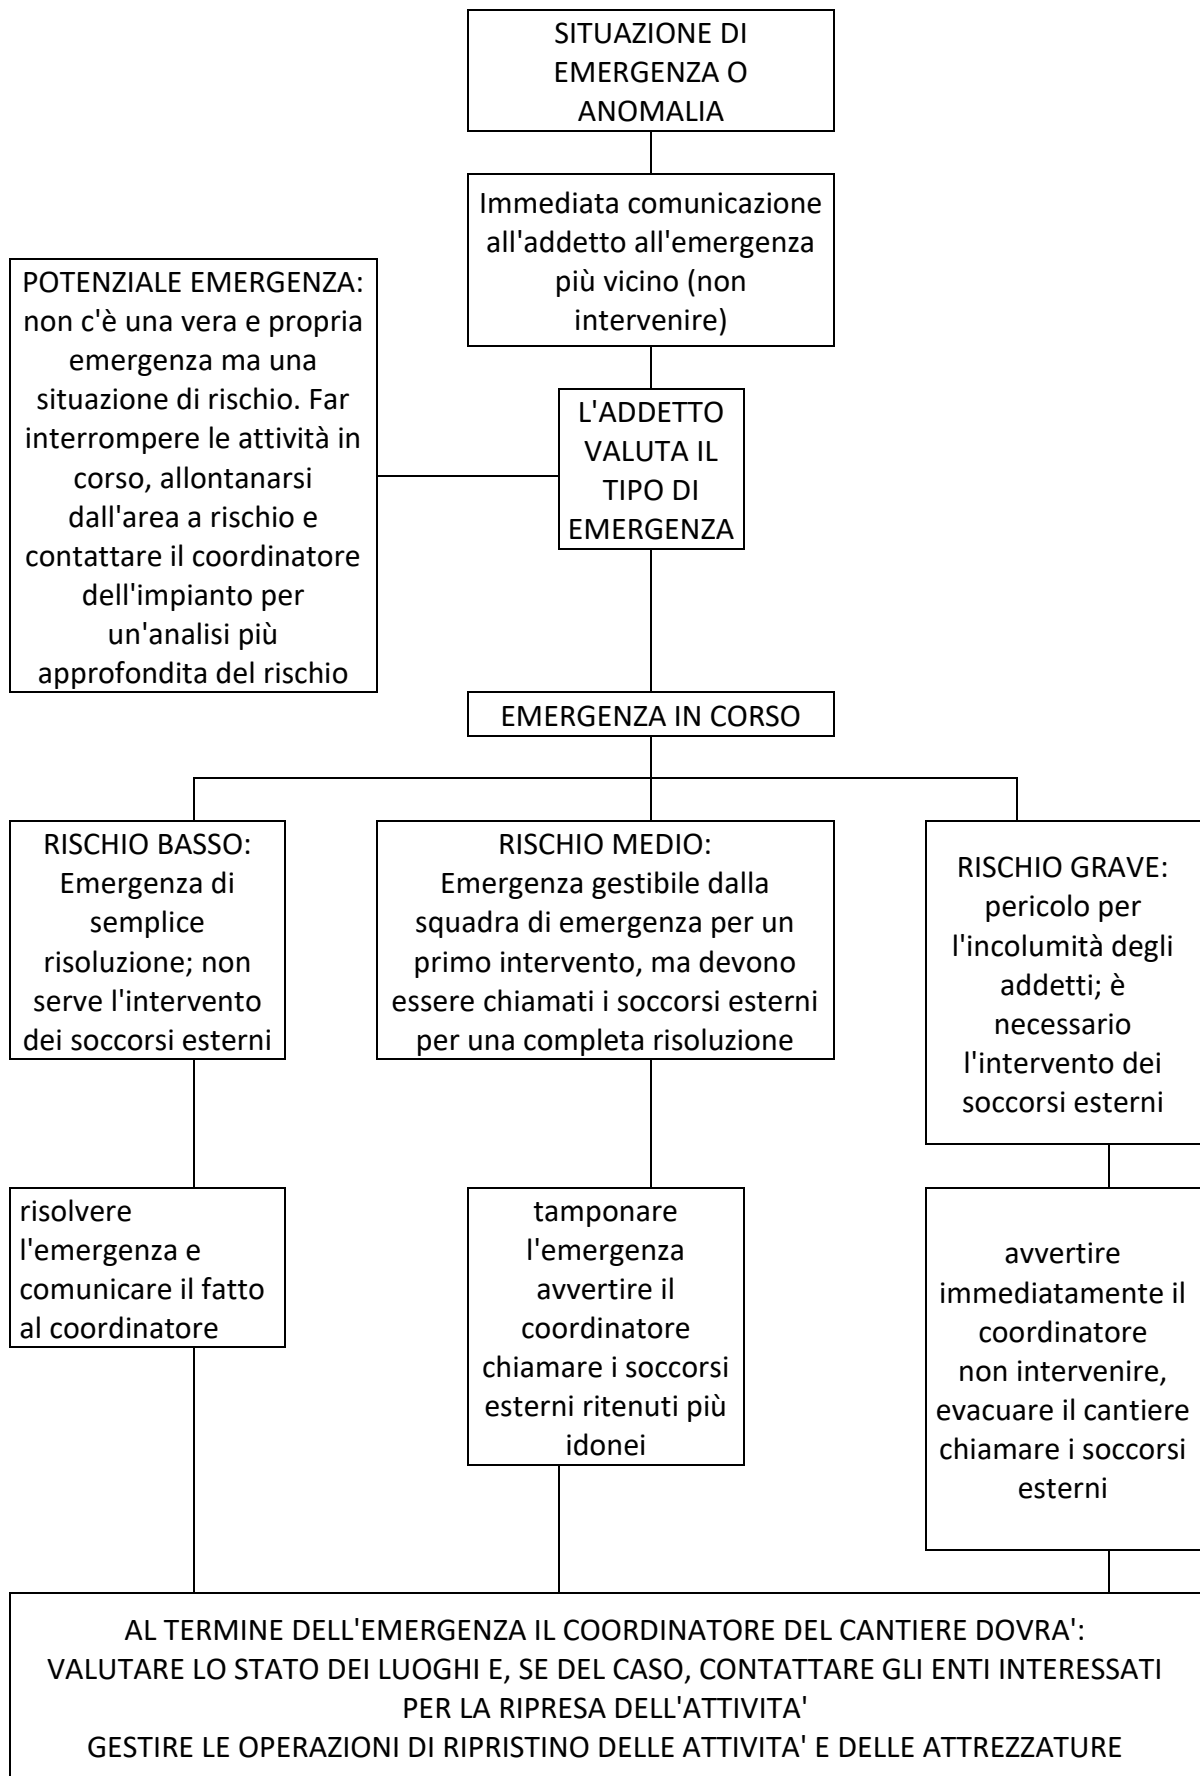 SITUAZIONE DI
EMERGENZA O
ANOMALIA
Immediata comunicazione
all'addetto all'emergenza
più vicino (non
intervenire)
POTENZIALE EMERGENZA:
non c'è una vera e propria
emergenza ma una
situazione di rischio. Far
interrompere le attività in
corso, allontanarsi
dall'area a rischio e
contattare il coordinatore
dell'impianto per
un'analisi più
approfondita del rischio
L'ADDETTO
VALUTA IL
TIPO DI
EMERGENZA
EMERGENZA IN CORSO
RISCHIO BASSO:
Emergenza di
semplice
risoluzione; non
serve l'intervento
dei soccorsi esterni
RISCHIO MEDIO:
Emergenza gestibile dalla
squadra di emergenza per un
primo intervento, ma devono
essere chiamati i soccorsi esterni
per una completa risoluzione
RISCHIO GRAVE:
pericolo per
l'incolumità degli
addetti; è
necessario
l'intervento dei
soccorsi esterni
risolvere
l'emergenza e
comunicare il fatto
al coordinatore
tamponare
l'emergenza
avvertire il
coordinatore
chiamare i soccorsi
esterni ritenuti più
idonei
avvertire
immediatamente il
coordinatore
non intervenire,
evacuare il cantiere
chiamare i soccorsi
esterni
AL TERMINE DELL'EMERGENZA IL COORDINATORE DEL CANTIERE DOVRA':
VALUTARE LO STATO DEI LUOGHI E, SE DEL CASO, CONTATTARE GLI ENTI INTERESSATI
PER LA RIPRESA DELL'ATTIVITA'
GESTIRE LE OPERAZIONI DI RIPRISTINO DELLE ATTIVITA' E DELLE ATTREZZATURE